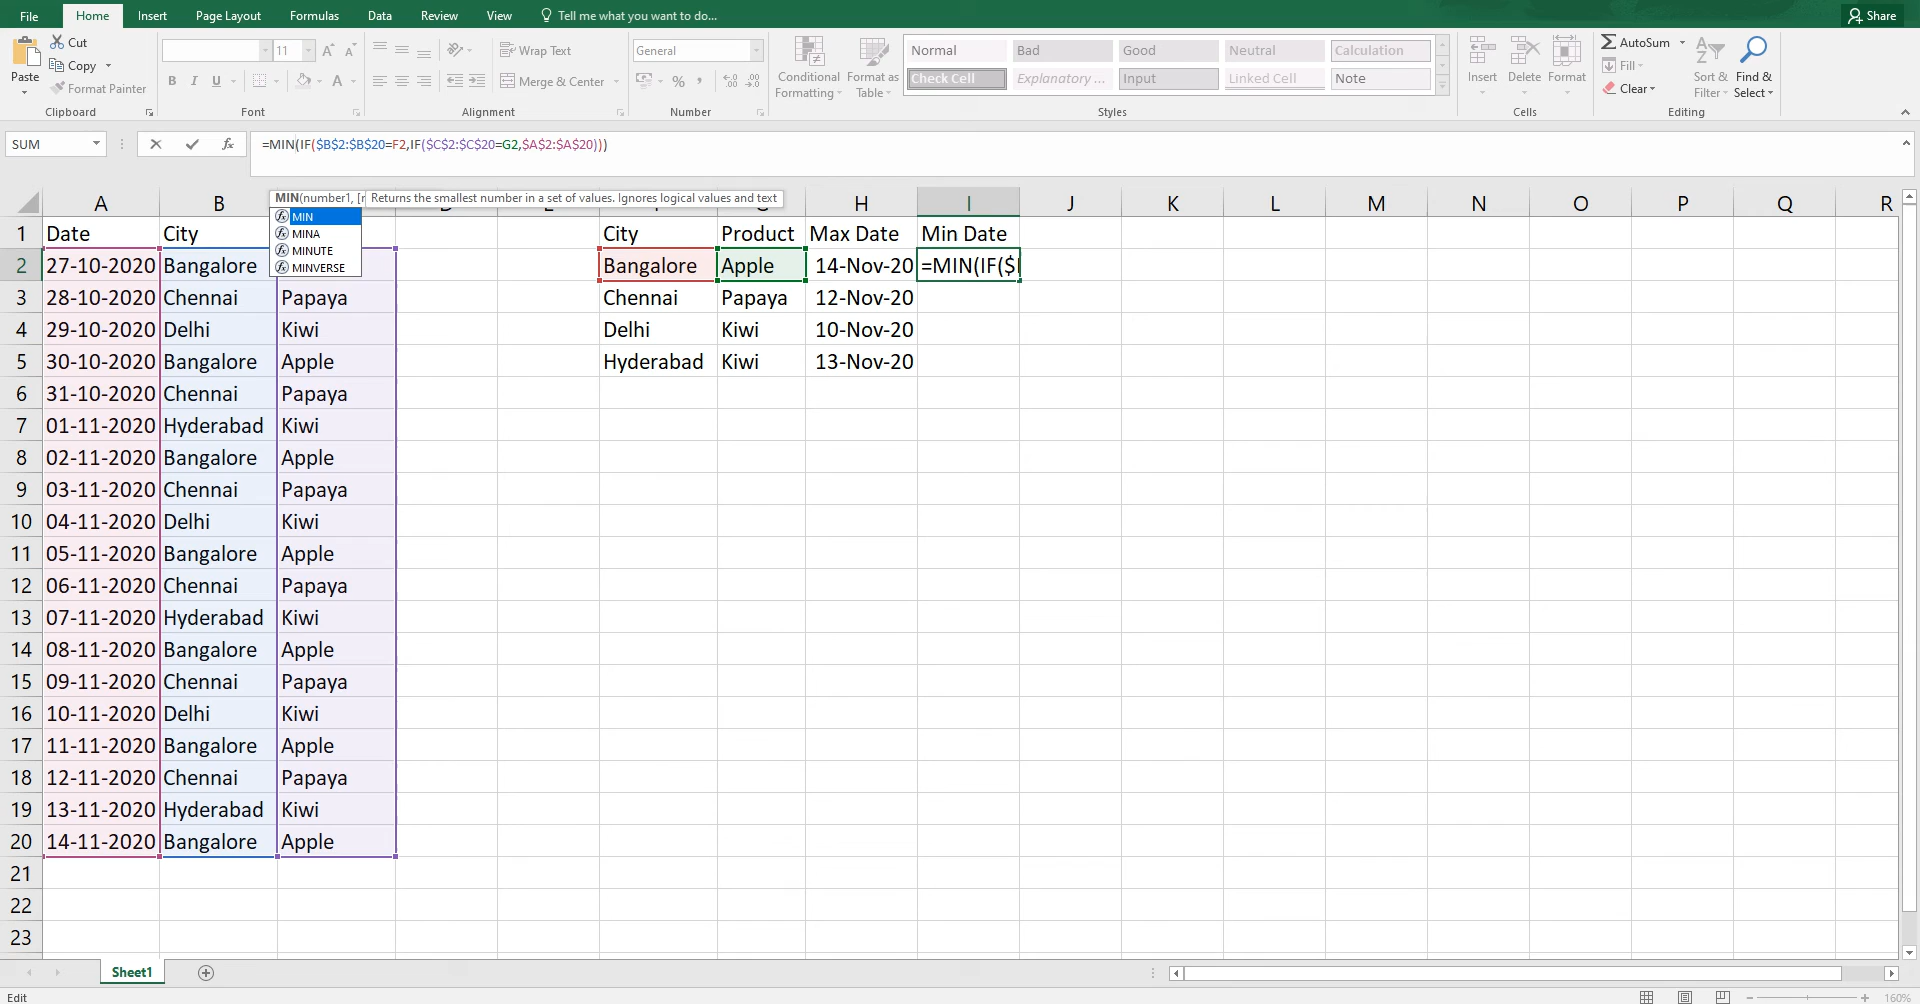 File Home Insert Page Layout Formulas Data Review View Tell me what you want to do... Share
Paste Cut Copy Format Painter Clipboard
11 B I U A Font
Wrap Text Merge & Center Alignment
General % Number
Conditional Formatting Format as Table
Normal Bad Good Neutral Calculation
Check Cell Explanatory ... Input Linked Cell Note
Styles
Insert Delete Format Cells
AutoSum Fill Clear Sort & Filter Find & Select Editing
SUM fx =MIN(IF($B$2:$B$20=F2,IF($C$2:$C$20=G2,$A$2:$A$20)))
MIN(number1, [n Returns the smallest number in a set of values. Ignores logical values and text
MIN
MINA
MINUTE
MINVERSE
A B H I J K L M N O P Q R
1 Date City City Product Max Date Min Date
2 27-10-2020 Bangalore Bangalore Apple 14-Nov-20 =MIN(IF($
3 28-10-2020 Chennai Papaya Chennai Papaya 12-Nov-20
4 29-10-2020 Delhi Kiwi Delhi Kiwi 10-Nov-20
5 30-10-2020 Bangalore Apple Hyderabad Kiwi 13-Nov-20
6 31-10-2020 Chennai Papaya
7 01-11-2020 Hyderabad Kiwi
8 02-11-2020 Bangalore Apple
9 03-11-2020 Chennai Papaya
10 04-11-2020 Delhi Kiwi
11 05-11-2020 Bangalore Apple
12 06-11-2020 Chennai Papaya
13 07-11-2020 Hyderabad Kiwi
14 08-11-2020 Bangalore Apple
15 09-11-2020 Chennai Papaya
16 10-11-2020 Delhi Kiwi
17 11-11-2020 Bangalore Apple
18 12-11-2020 Chennai Papaya
19 13-11-2020 Hyderabad Kiwi
20 14-11-2020 Bangalore Apple
21
22
23
Sheet1
Edit 160%